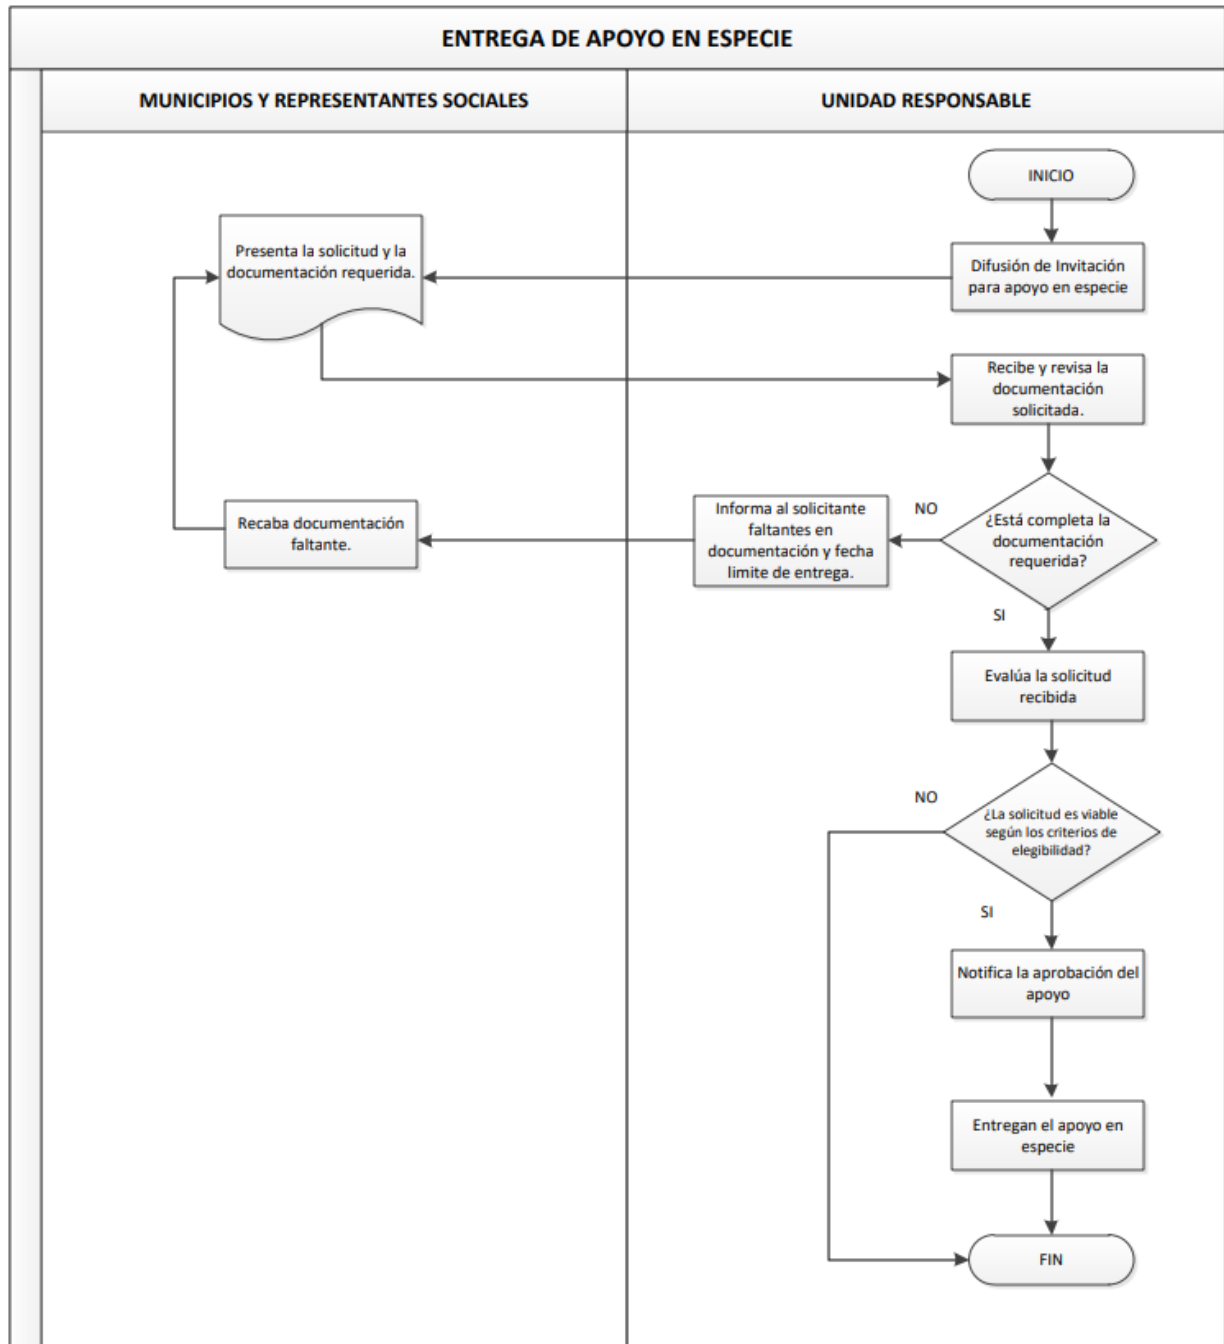 ENTREGA DE APOYO EN ESPECIE
MUNICIPIOS Y REPRESENTANTES SOCIALES
UNIDAD RESPONSABLE
INICIO
Difusión de Invitación
para apoyo en especie
Presenta la solicitud y la
documentación requerida.
Recibe y revisa la
documentación
solicitada.
¿Está completa la
documentación
requerida?
NO
Informa al solicitante
faltantes en
documentación y fecha
limite de entrega.
Recaba documentación
faltante.
SI
Evalúa la solicitud
recibida
¿La solicitud es viable
según los criterios de
elegibilidad?
NO
SI
Notifica la aprobación del
apoyo
Entregan el apoyo en
especie
FIN